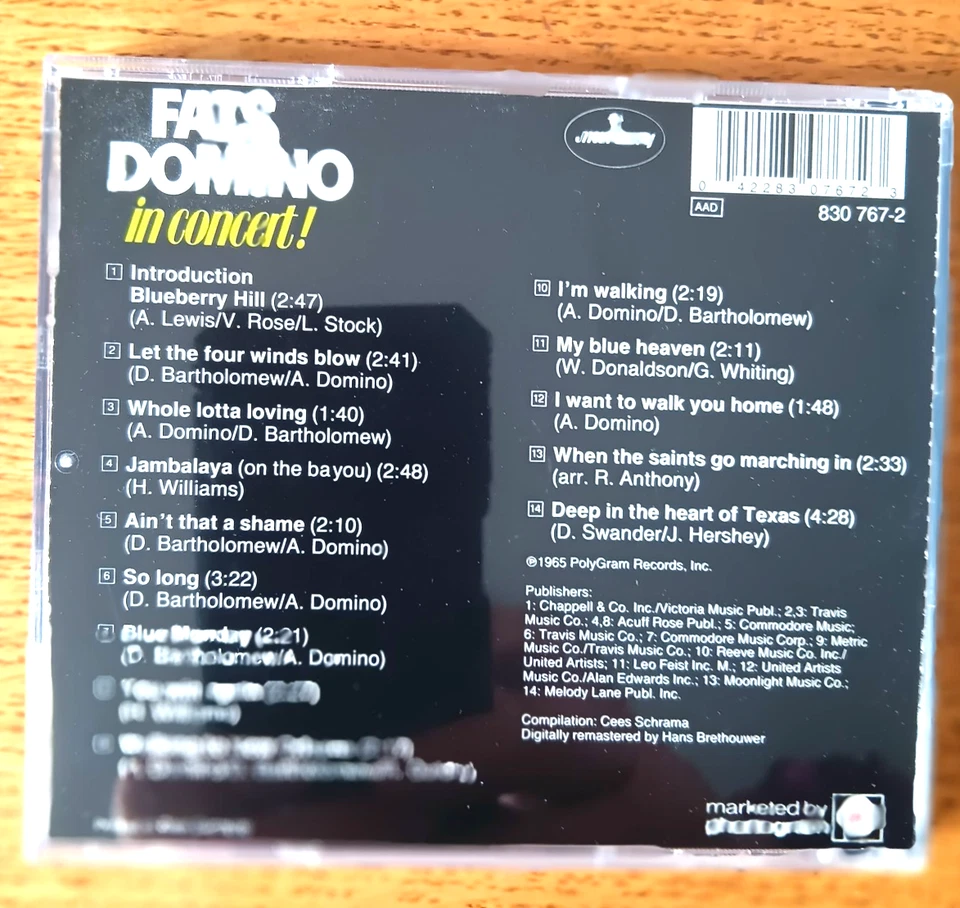 FATS
DOMINO
in concert!
Mercury
0 42283 07672 3
AAD
830 767-2
1 Introduction
Blueberry Hill (2:47)
(A. Lewis/V. Rose/L. Stock)
2 Let the four winds blow (2:41)
(D. Bartholomew/A. Domino)
3 Whole lotta loving (1:40)
(A. Domino/D. Bartholomew)
4 Jambalaya (on the bayou) (2:48)
(H. Williams)
5 Ain't that a shame (2:10)
(D. Bartholomew/A. Domino)
6 So long (3:22)
(D. Bartholomew/A. Domino)
7 Blue Monday (2:21)
(D. Bartholomew/A. Domino)
You win again
(H. Williams)
10 I'm walking (2:19)
(A. Domino/D. Bartholomew)
11 My blue heaven (2:11)
(W. Donaldson/G. Whiting)
12 I want to walk you home (1:48)
(A. Domino)
13 When the saints go marching in (2:33)
(arr. R. Anthony)
14 Deep in the heart of Texas (4:28)
(D. Swander/J. Hershey)
℗1965 PolyGram Records, Inc.
Publishers:
1: Chappell & Co. Inc./Victoria Music Publ.; 2,3: Travis
Music Co.; 4,8: Acuff Rose Publ.; 5: Commodore Music;
6: Travis Music Co.; 7: Commodore Music Corp.; 9: Metric
Music Co./Travis Music Co.; 10: Reeve Music Co. Inc./
United Artists; 11: Leo Feist Inc. M.; 12: United Artists
Music Co./Alan Edwards Inc.; 13: Moonlight Music Co.;
14: Melody Lane Publ. Inc.
Compilation: Cees Schrama
Digitally remastered by Hans Brethouwer
marketed by
phonogram